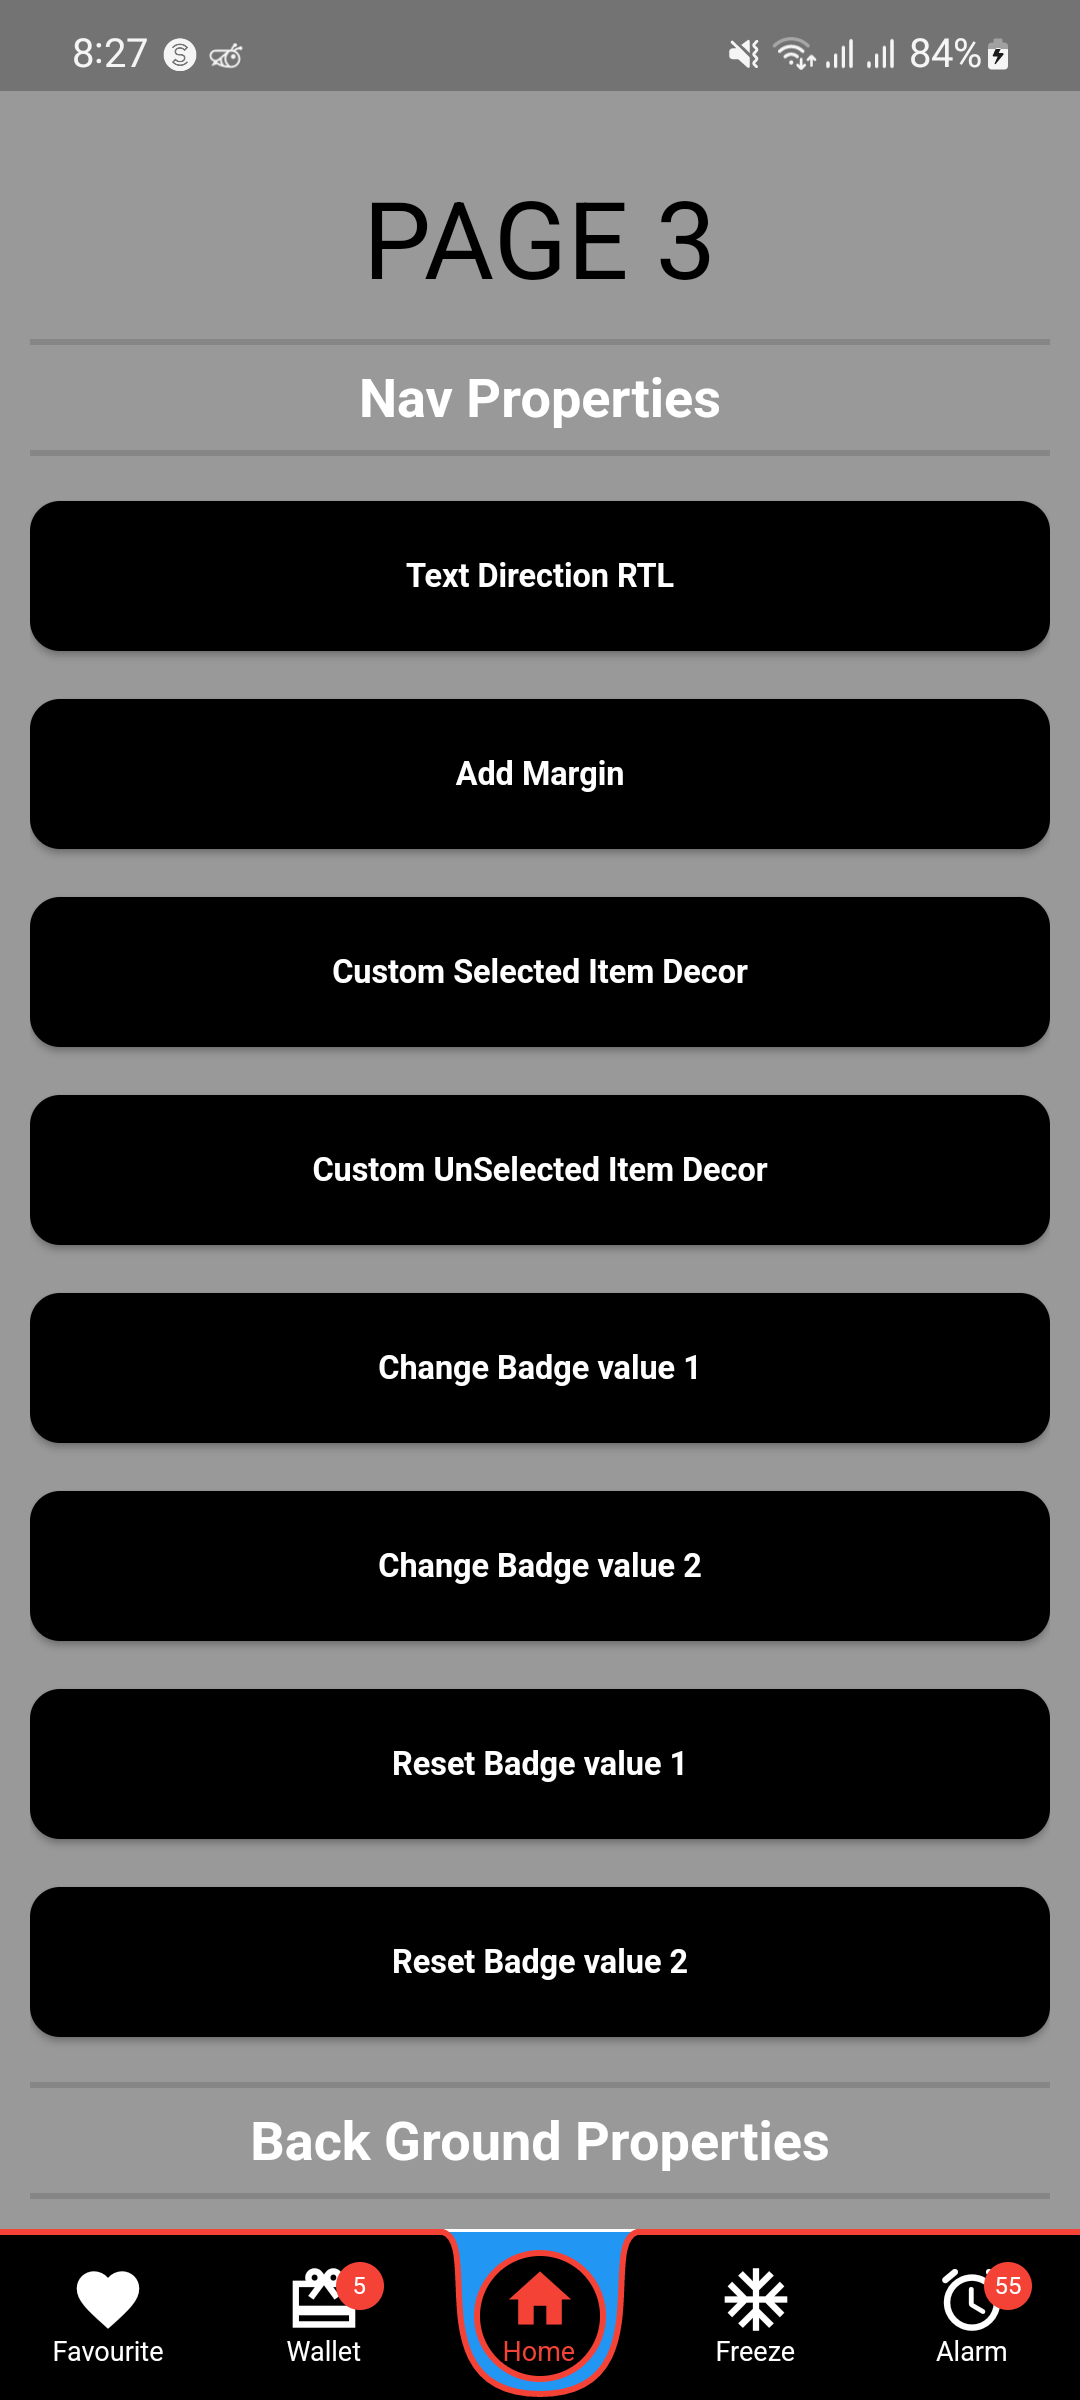 8:27 84%
PAGE 3
Nav Properties
Text Direction RTL
Add Margin
Custom Selected Item Decor
Custom UnSelected Item Decor
Change Badge value 1
Change Badge value 2
Reset Badge value 1
Reset Badge value 2
Back Ground Properties
5 55
Favourite Wallet Home Freeze Alarm